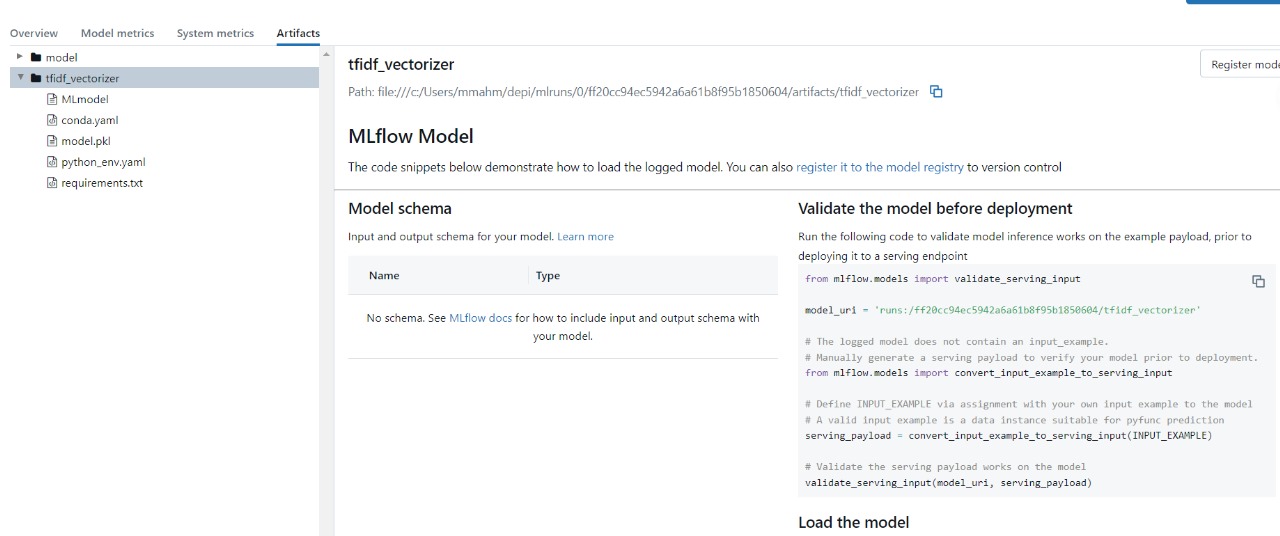 Overview Model metrics System metrics Artifacts
model
tfidf_vectorizer
MLmodel
conda.yaml
model.pkl
python_env.yaml
requirements.txt
tfidf_vectorizer
Register mode
Path: file:///c:/Users/mmahm/depi/mlruns/0/ff20cc94ec5942a6a61b8f95b1850604/artifacts/tfidf_vectorizer
MLflow Model
The code snippets below demonstrate how to load the logged model. You can also register it to the model registry to version control
Model schema
Input and output schema for your model. Learn more
Name Type
No schema. See MLflow docs for how to include input and output schema with
your model.
Validate the model before deployment
Run the following code to validate model inference works on the example payload, prior to
deploying it to a serving endpoint
from mlflow.models import validate_serving_input
model_uri = 'runs:/ff20cc94ec5942a6a61b8f95b1850604/tfidf_vectorizer'
# The logged model does not contain an input_example.
# Manually generate a serving payload to verify your model prior to deployment.
from mlflow.models import convert_input_example_to_serving_input
# Define INPUT_EXAMPLE via assignment with your own input example to the model
# A valid input example is a data instance suitable for pyfunc prediction
serving_payload = convert_input_example_to_serving_input(INPUT_EXAMPLE)
# Validate the serving payload works on the model
validate_serving_input(model_uri, serving_payload)
Load the model